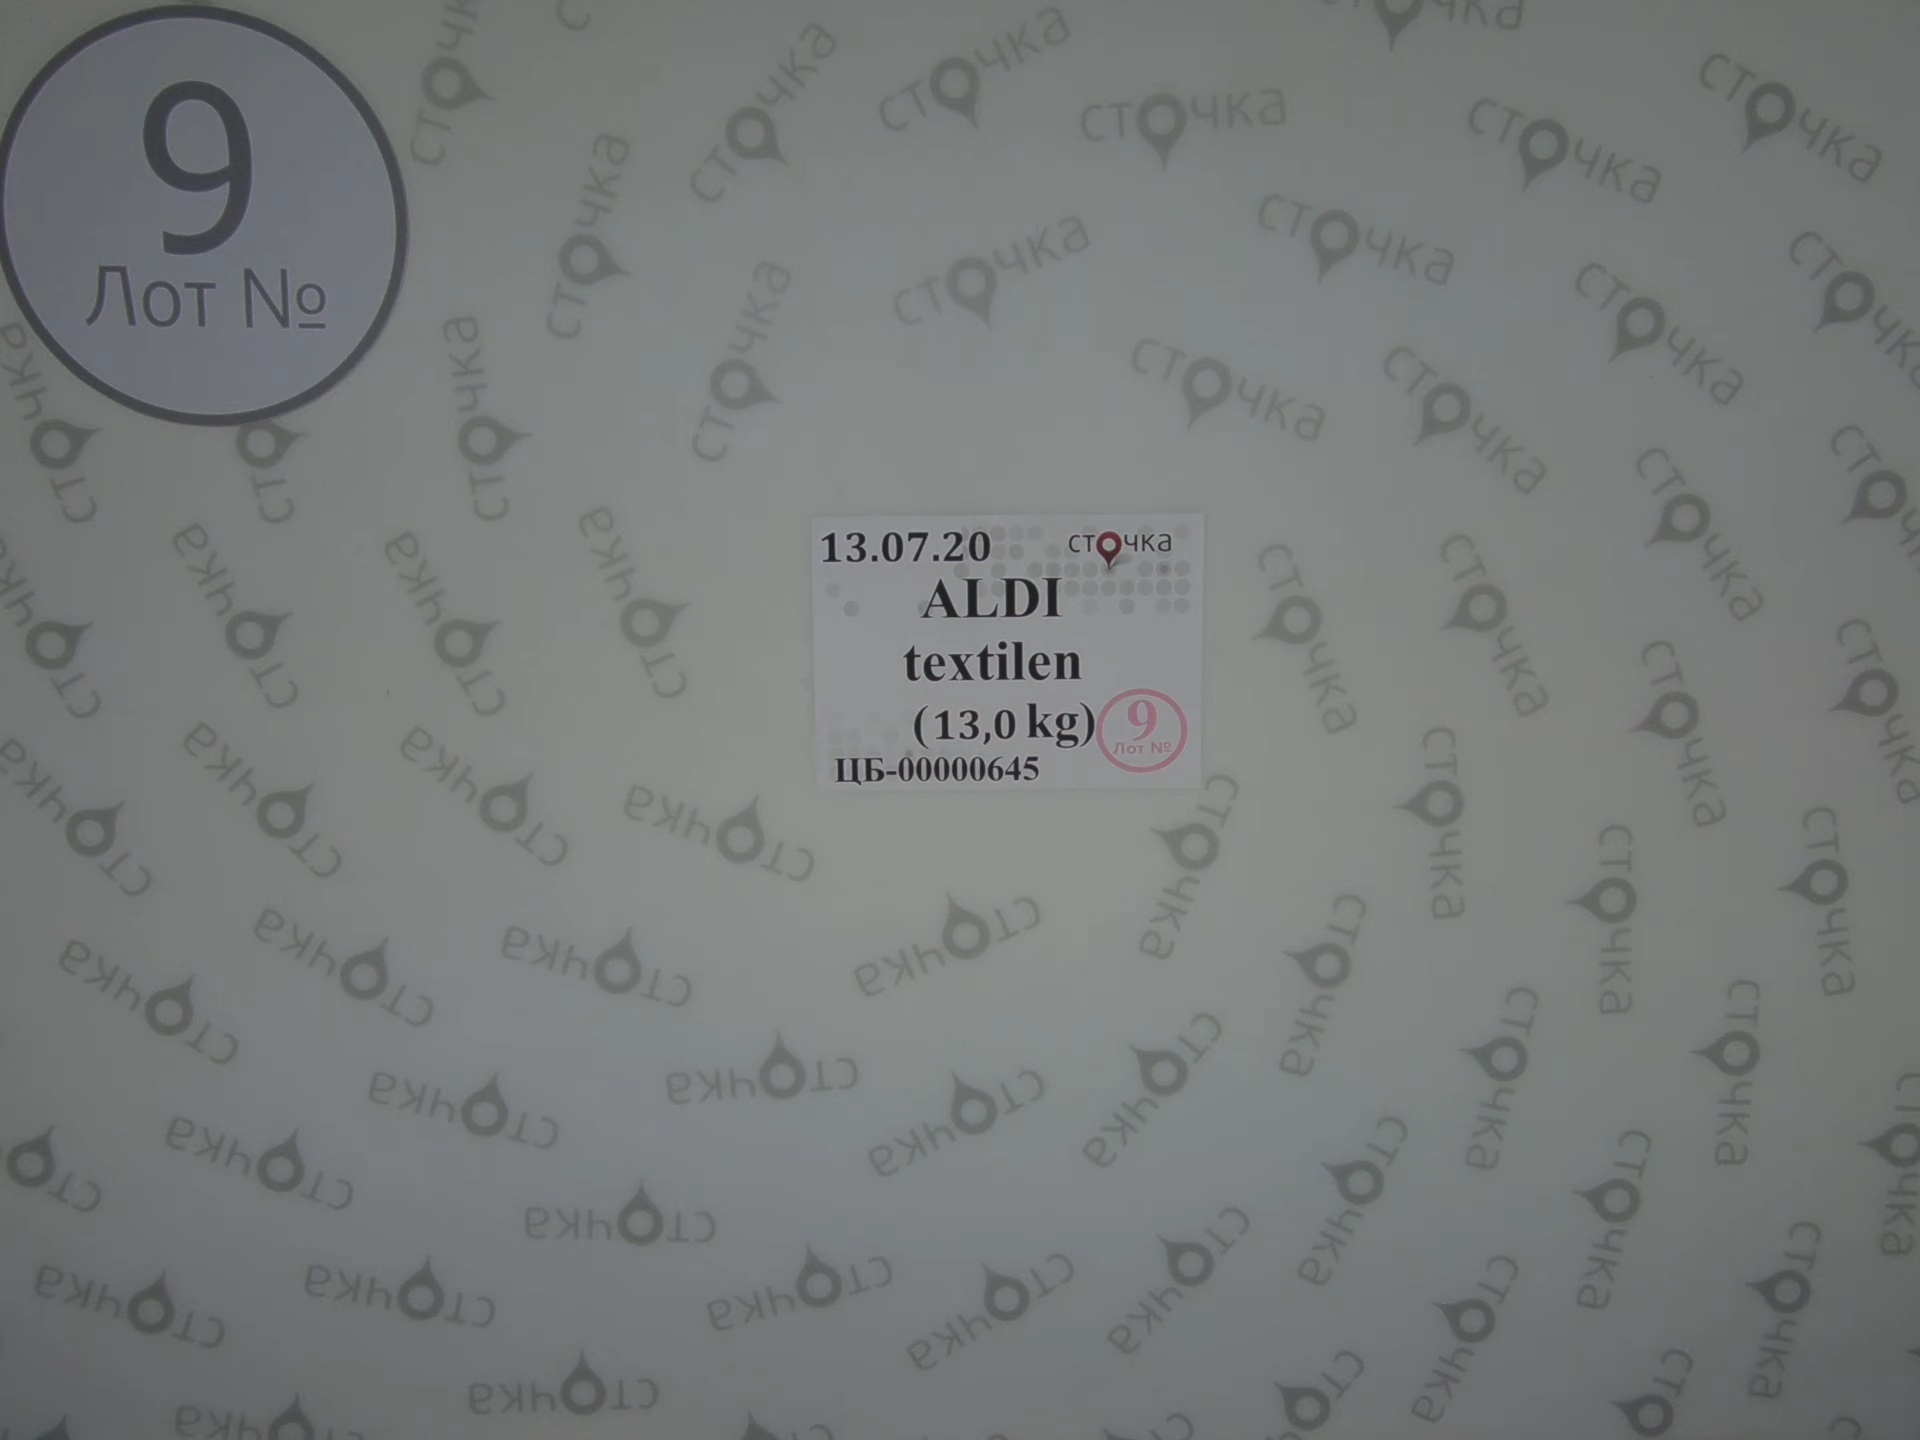 9
Лот №
13.07.20
сточка
ALDI
textilen
(13,0 kg)
9
Лот №
ЦБ-00000645